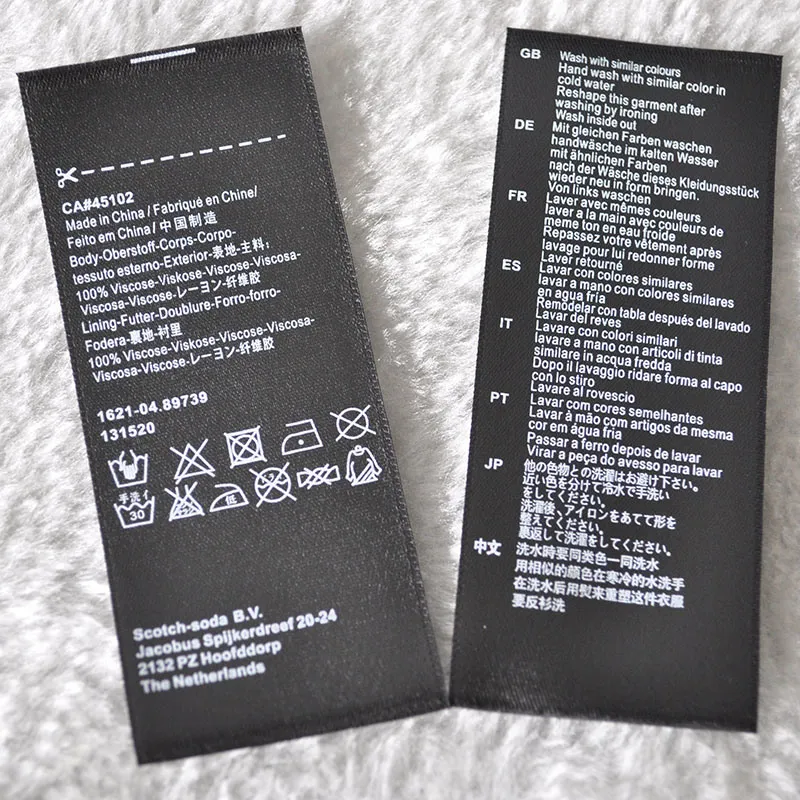 CA#45102
Made in China / Fabriqué en Chine/
Feito em China / 中国制造
Body-Oberstoff-Corps-Corpo-
tessuto esterno-Exterior-表地-主料:
100% Viscose-Viskose-Viscose-Viscosa-
Viscosa-Viscose-レーヨン-纤维胶
Lining-Futter-Doublure-Forro-forro-
Fodera-裏地-衬里
100% Viscose-Viskose-Viscose-Viscosa-
Viscosa-Viscose-レーヨン-纤维胶
1621-04.89739
131520
手洗イ
30
低
Scotch-soda B.V.
Jacobus Spijkerdreef 20-24
2132 PZ Hoofddorp
The Netherlands
GB Wash with similar colours
Hand wash with similar color in
cold water
Reshape this garment after
washing by ironing
Wash inside out
DE Mit gleichen Farben waschen
handwäsche im kalten Wasser
mit ähnlichen Farben
nach der Wäsche dieses Kleidungsstück
wieder neu in form bringen.
Von links waschen
FR Laver avec mêmes couleurs
laver a la main avec couleurs de
meme ton en eau froide
Repassez votre vêtement après
lavage pour lui redonner forme
Laver retourné
ES Lavar con colores similares
lavar a mano con colores similares
en agua fría
Remodelar con tabla después del lavado
Lavar del reves
IT Lavare con colori similari
lavare a mano con articoli di tinta
similare in acqua fredda
Dopo il lavaggio ridare forma al capo
con lo stiro
Lavare al rovescio
PT Lavar com cores semelhantes
Lavar à mão com artigos da mesma
cor em água fria
Passar a ferro depois de lavar
Virar a peça do avesso para lavar
JP 他の色物との洗濯はお避け下さい。
近い色を分けて冷水で手洗い
をしてください。
洗濯後、アイロンをあてて形を
整えてください。
裏返して洗濯をしてください。
中文 洗水時要同类色一同洗水
用相似的颜色在寒冷的水洗手
在洗水后用熨来重塑这件衣服
要反衫洗